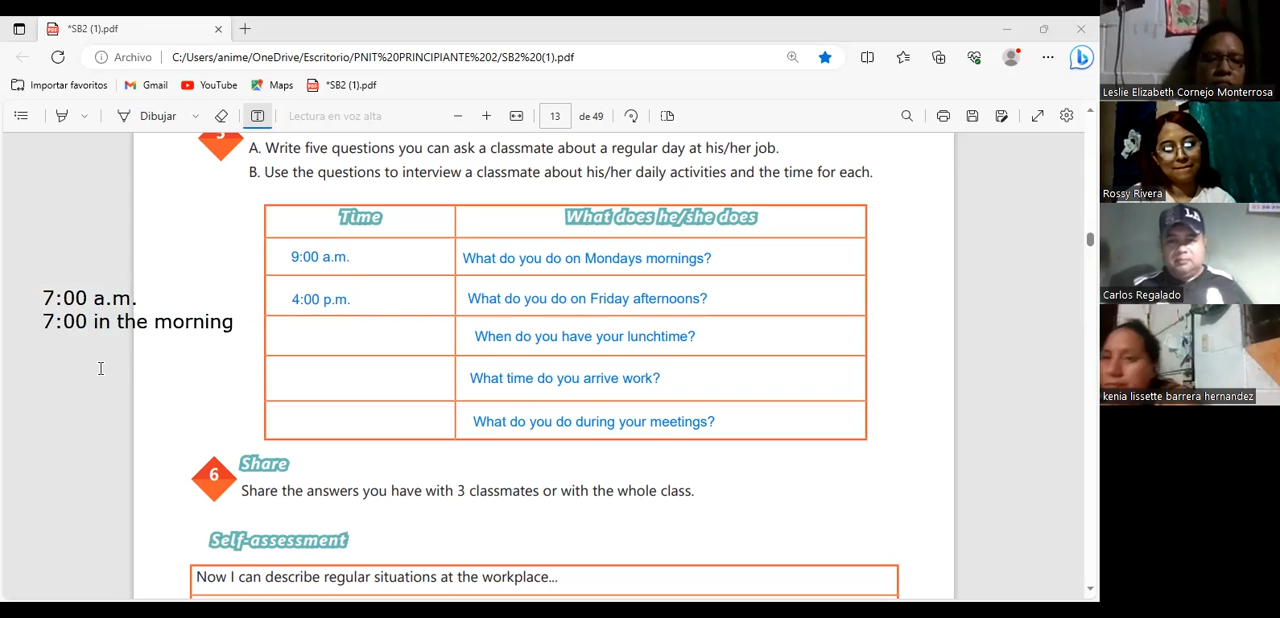 *SB2 (1).pdf
Archivo
C:/Users/anime/OneDrive/Escritorio/PNIT%20PRINCIPIANTE%202/SB2%20(1).pdf
Importar favoritos
Gmail
YouTube
Maps
*SB2 (1).pdf
Dibujar
Lectura en voz alta
13
de 49
A. Write five questions you can ask a classmate about a regular day at his/her job.
B. Use the questions to interview a classmate about his/her daily activities and the time for each.
Time
What does he/she does
9:00 a.m.
What do you do on Mondays mornings?
4:00 p.m.
What do you do on Friday afternoons?
When do you have your lunchtime?
What time do you arrive work?
What do you do during your meetings?
7:00 a.m.
7:00 in the morning
6
Share
Share the answers you have with 3 classmates or with the whole class.
Self-assessment
Now I can describe regular situations at the workplace...
Leslie Elizabeth Cornejo Monterrosa
Rossy Rivera
LA
Carlos Regalado
kenia lissette barrera hernandez